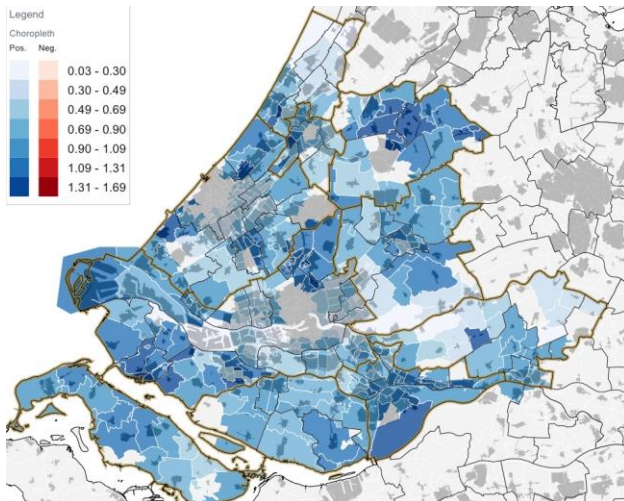 Legend
Choropleth
Pos. Neg.
0.03 - 0.30
0.30 - 0.49
0.49 - 0.69
0.69 - 0.90
0.90 - 1.09
1.09 - 1.31
1.31 - 1.69